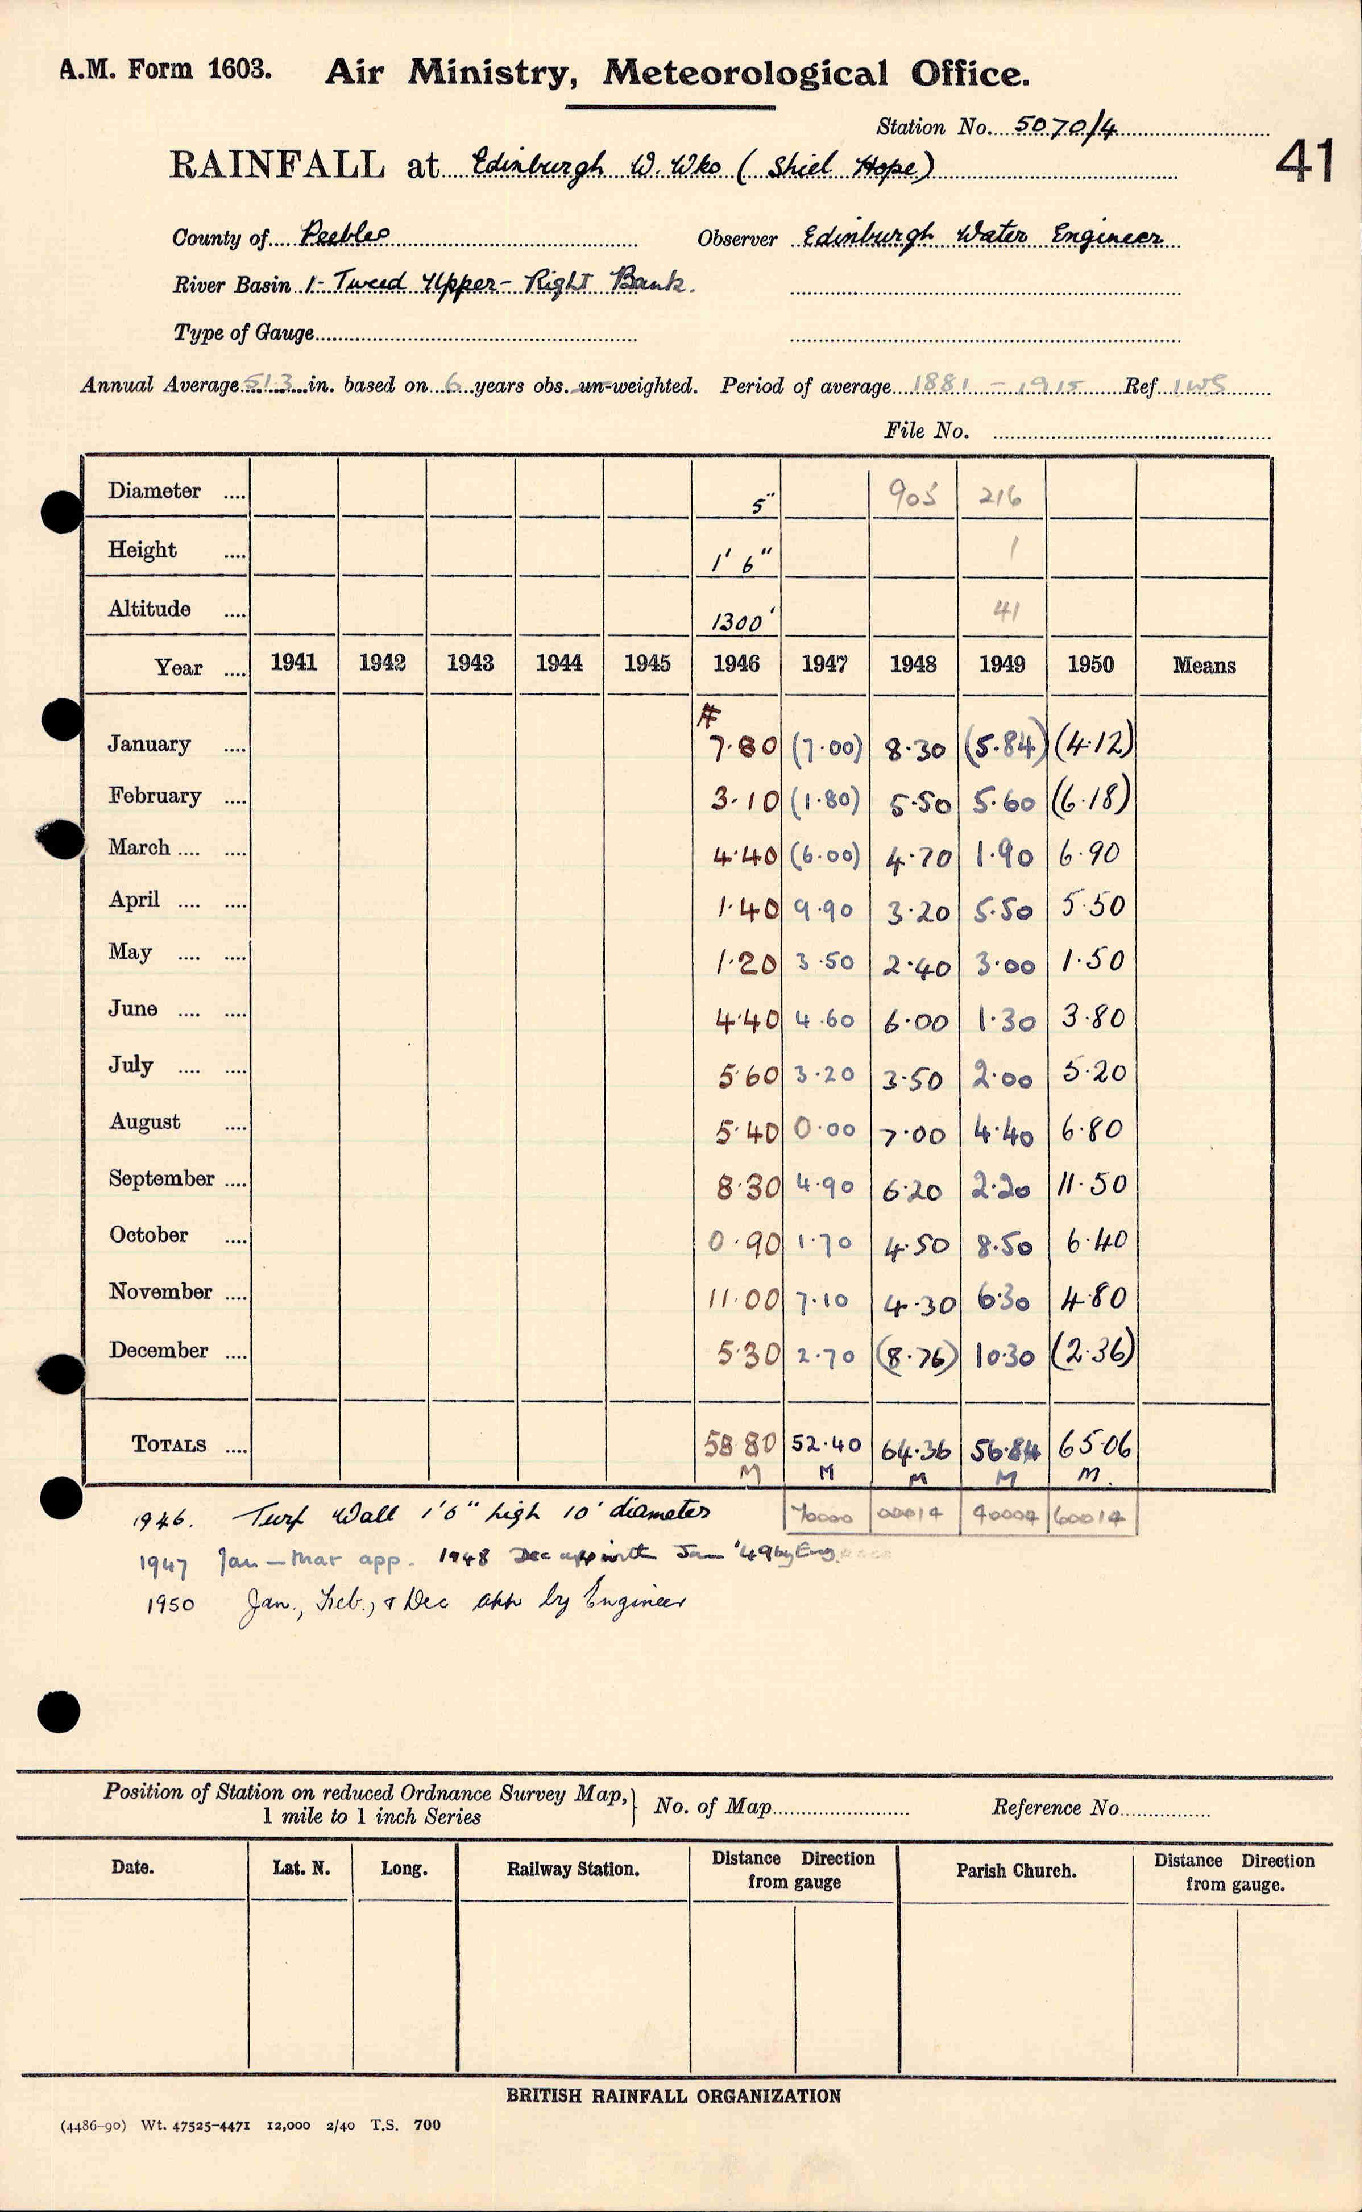 A.M. Form 1603. Air Ministry, Meteorological Office.
Station No. 5070/4
41
RAINFALL at Edinburgh W. Wks (Shiel Hope)
County of Peebles Observer Edinburgh Water Engineer
River Basin 1- Tweed Upper- Right Bank.
Type of Gauge
Annual Average 51.3 in. based on 6 years obs. un-weighted. Period of average 1881 - 1915 Ref. IWS
File No.
Diameter .... 5" 905 216
Height .... 1' 6" 1
Altitude .... 1300' 41
Year .... 1941 1942 1943 1944 1945 1946 1947 1948 1949 1950 Means
January .... 7.80 (7.00) 8.30 (5.84) (4.12)
February .... 3.10 (1.80) 5.50 5.60 (6.18)
March .... .... 4.40 (6.00) 4.70 1.90 6.90
April .... .... 1.40 9.90 3.20 5.50 5.50
May .... .... 1.20 3.50 2.40 3.00 1.50
June .... .... 4.40 4.60 6.00 1.30 3.80
July .... .... 5.60 3.20 3.50 2.00 5.20
August .... 5.40 0.00 7.00 4.40 6.80
September .... 8.30 4.90 6.20 2.20 11.50
October .... 0.90 1.70 4.50 8.50 6.40
November .... 11.00 7.10 4.30 6.30 4.80
December .... 5.30 2.70 (8.76) 10.30 (2.36)
TOTALS .... 58.80 52.40 64.36 56.84 65.06
M M M M M.
1946. Turf Wall 1'6" high 10' diameter 70000 00014 90004 60014
1947 Jan - Mar app. 1948 Dec app with Jan '49 by Eng.
1950 Jan., Feb., & Dec app by Engineer
Position of Station on reduced Ordnance Survey Map, } No. of Map Reference No.
1 mile to 1 inch Series
Date. Lat. N. Long. Railway Station. Distance Direction from gauge Parish Church. Distance Direction from gauge.
BRITISH RAINFALL ORGANIZATION
(4486-90) Wt. 47525-4471 12,000 2/40 T.S. 700